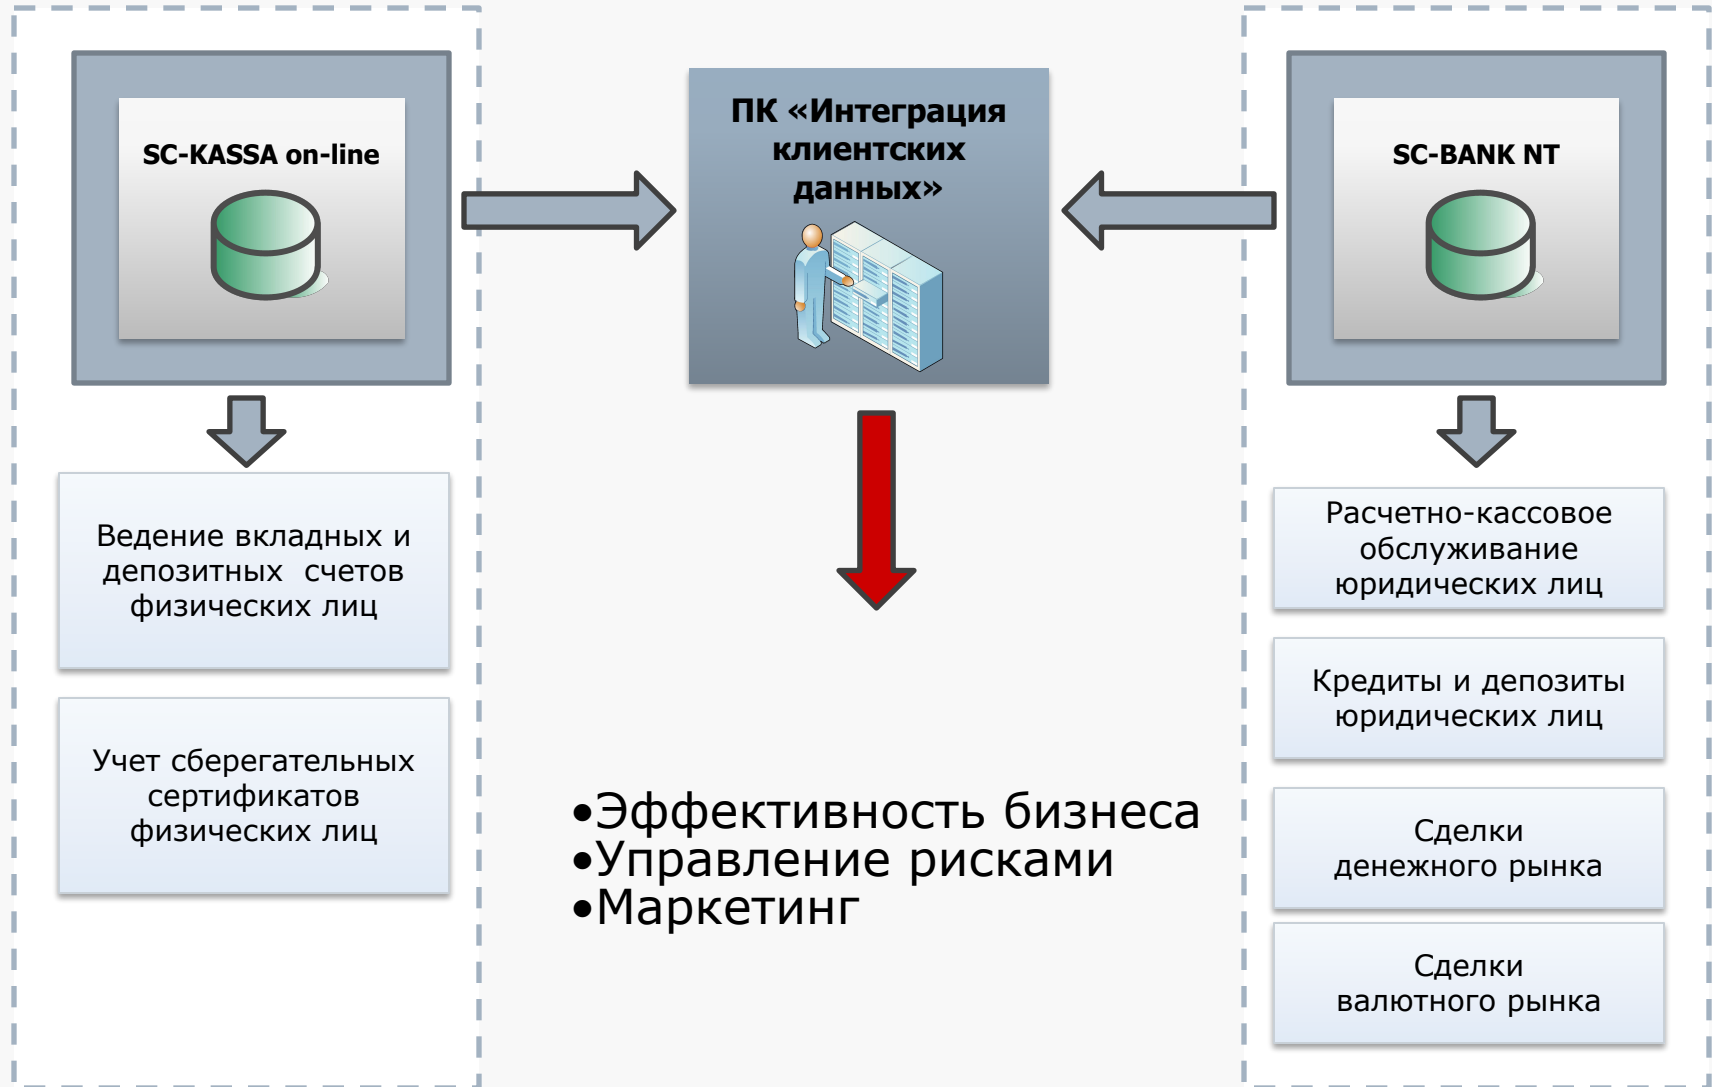 SC-KASSA on-line
ПК «Интеграция
клиентских
данных»
SC-BANK NT
Ведение вкладных и
депозитных счетов
физических лиц
Учет сберегательных
сертификатов
физических лиц
•Эффективность бизнеса
•Управление рисками
•Маркетинг
Расчетно-кассовое
обслуживание
юридических лиц
Кредиты и депозиты
юридических лиц
Сделки
денежного рынка
Сделки
валютного рынка